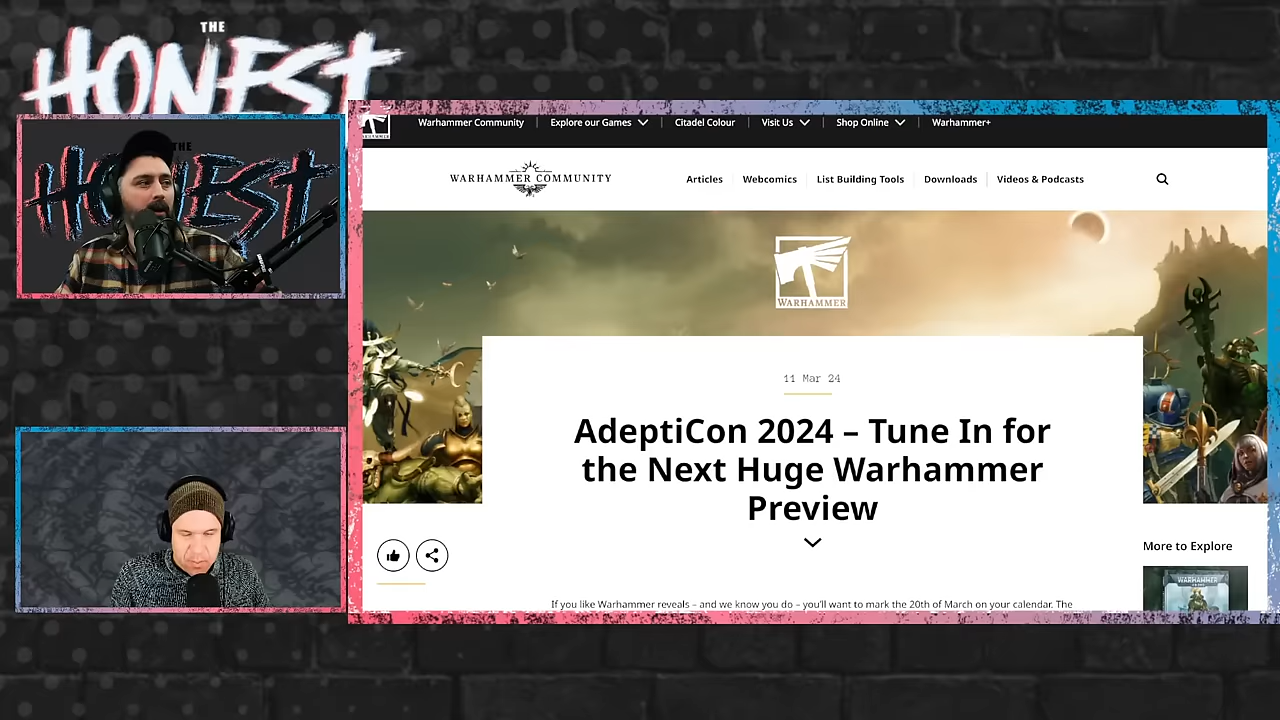 THE
HONEST
THE
HONEST
Warhammer Community
Explore our Games
Citadel Colour
Visit Us
Shop Online
Warhammer+
WARHAMMER COMMUNITY
Articles
Webcomics
List Building Tools
Downloads
Videos & Podcasts
WARHAMMER
11 Mar 24
AdeptiCon 2024 – Tune In for
the Next Huge Warhammer
Preview
More to Explore
WARHAMMER
If you like Warhammer reveals – and we know you do – you'll want to mark the 20th of March on your calendar. The